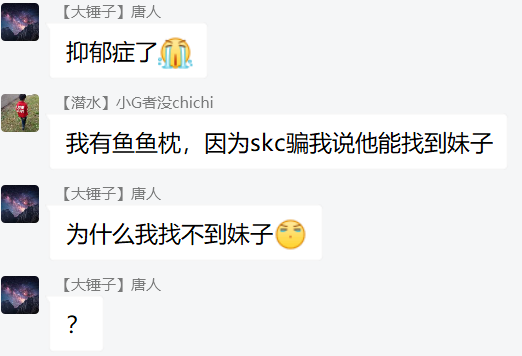 【大锤子】唐人
抑郁症了😭
【潜水】小G者没chichi
我有鱼鱼枕，因为skc骗我说他能找到妹子
【大锤子】唐人
为什么我找不到妹子
【大锤子】唐人
？